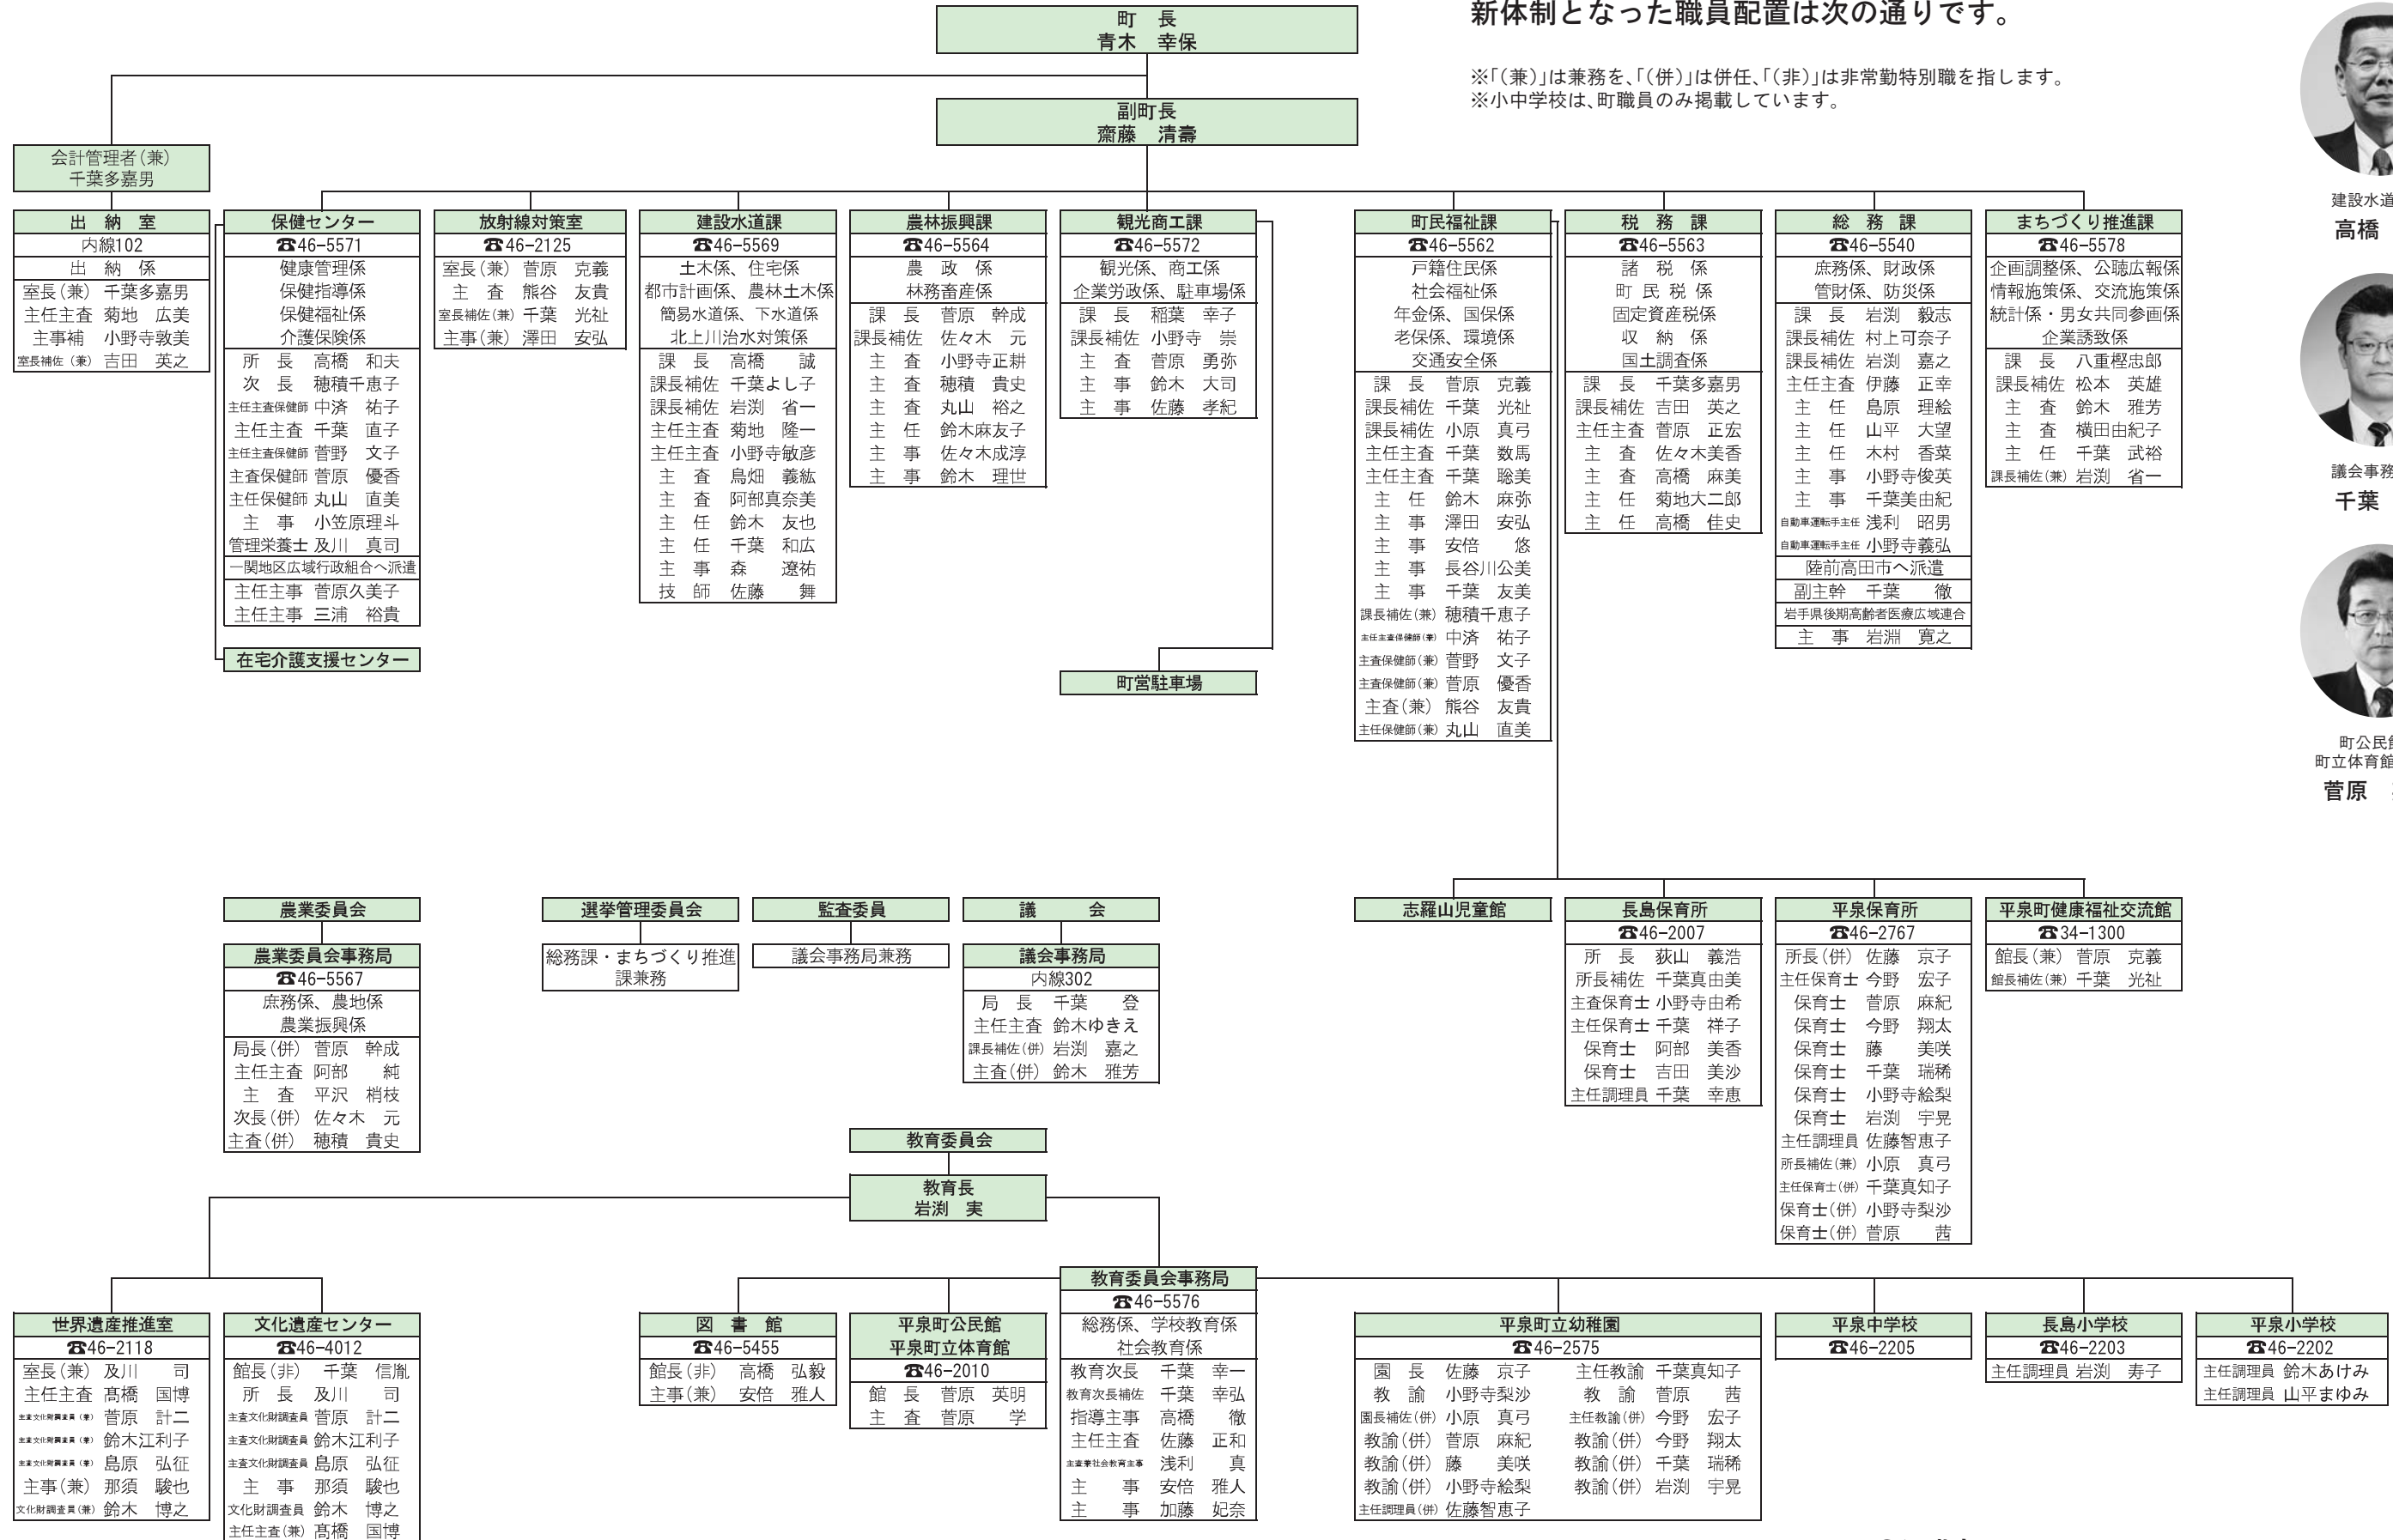 新体制となった職員配置は次の通りです。
※「（兼）」は兼務を、「（併）」は併任、「（非）」は非常勤特別職を指します。
※小中学校は、町職員のみ掲載しています。
町　長
青木　幸保
副町長
齋藤　清壽
会計管理者（兼）
千葉多嘉男
出　納　室
内線102
出　納　係
室長（兼）　千葉多嘉男
主任主査　菊地　広美
主事補　小野寺敦美
室長補佐（兼）　吉田　英之
保健センター
☎46−5571
健康管理係
保健指導係
保健福祉係
介護保険係
所　長　高橋　和夫
次　長　穂積千恵子
主任主査保健師　中済　祐子
主任主査　千葉　直子
主任主査保健師　菅野　文子
主査保健師　菅原　優香
主任保健師　丸山　直美
主　事　小笠原理斗
管理栄養士　及川　真司
一関地区広域行政組合へ派遣
主任主事　菅原久美子
主任主事　三浦　裕貴
在宅介護支援センター
放射線対策室
☎46−2125
室長（兼）　菅原　克義
主　査　熊谷　友貴
室長補佐（兼）　千葉　光祉
主事（兼）　澤田　安弘
建設水道課
☎46−5569
土木係、住宅係
都市計画係、農林土木係
簡易水道係、下水道係
北上川治水対策係
課　長　高橋　　誠
課長補佐　千葉よし子
課長補佐　岩渕　省一
主任主査　菊地　隆一
主任主査　小野寺敏彦
主　査　鳥畑　義紘
主　査　阿部真奈美
主　任　鈴木　友也
主　任　千葉　和広
主　事　森　　遼祐
技　師　佐藤　　舞
農林振興課
☎46−5564
農　政　係
林務畜産係
課　長　菅原　幹成
課長補佐　佐々木　元
主　査　小野寺正耕
主　査　穂積　貴史
主　査　丸山　裕之
主　任　鈴木麻友子
主　事　佐々木成淳
主　事　鈴木　理世
観光商工課
☎46−5572
観光係、商工係
企業労政係、駐車場係
課　長　稲葉　幸子
課長補佐　小野寺　崇
主　査　菅原　勇弥
主　事　鈴木　大司
主　事　佐藤　孝紀
町営駐車場
町民福祉課
☎46−5562
戸籍住民係
社会福祉係
年金係、国保係
老保係、環境係
交通安全係
課　長　菅原　克義
課長補佐　千葉　光祉
課長補佐　小原　真弓
主任主査　千葉　数馬
主任主査　千葉　聡美
主　任　鈴木　麻弥
主　事　澤田　安弘
主　事　安倍　　悠
主　事　長谷川公美
主　事　千葉　友美
課長補佐（兼）　穂積千恵子
主任主査保健師（兼）　中済　祐子
主査保健師（兼）　菅野　文子
主査保健師（兼）　菅原　優香
主査（兼）　熊谷　友貴
主任保健師（兼）　丸山　直美
税　務　課
☎46−5563
諸　税　係
町　民　税　係
固定資産税係
収　納　係
国土調査係
課　長　千葉多嘉男
課長補佐　吉田　英之
主任主査　菅原　正宏
主　査　佐々木美香
主　査　高橋　麻美
主　任　菊地大二郎
主　任　高橋　佳史
総　務　課
☎46−5540
庶務係、財政係
管財係、防災係
課　長　岩渕　毅志
課長補佐　村上可奈子
課長補佐　岩渕　嘉之
主任主査　伊藤　正幸
主　任　島原　理絵
主　任　山平　大望
主　任　木村　香菜
主　事　小野寺俊英
主　事　千葉美由紀
自動車運転手主任　浅利　昭男
自動車運転手主任　小野寺義弘
陸前高田市へ派遣
副主幹　千葉　　徹
岩手県後期高齢者医療広域連合
主　事　岩淵　寛之
まちづくり推進課
☎46−5578
企画調整係、公聴広報係
情報施策係、交流施策係
統計係・男女共同参画係
企業誘致係
課　長　八重樫忠郎
課長補佐　松本　英雄
主　査　鈴木　雅芳
主　査　横田由紀子
主　任　千葉　武裕
課長補佐（兼）　岩渕　省一
建設水道
高橋
議会事務
千葉
町公民館
町立体育館
菅原
農業委員会
農業委員会事務局
☎46−5567
庶務係、農地係
農業振興係
局長（併）　菅原　幹成
主任主査　阿部　　純
主　査　平沢　梢枝
次長（併）　佐々木　元
主査（併）　穂積　貴史
選挙管理委員会
総務課・まちづくり推進
課兼務
監査委員
議会事務局兼務
議　　会
議会事務局
内線302
局　長　千葉　　登
主任主査　鈴木ゆきえ
課長補佐（併）　岩渕　嘉之
主査（併）　鈴木　雅芳
志羅山児童館
長島保育所
☎46−2007
所　長　荻山　義浩
所長補佐　千葉真由美
主査保育士　小野寺由希
主任保育士　千葉　祥子
保育士　阿部　美香
保育士　吉田　美沙
主任調理員　千葉　幸恵
平泉保育所
☎46−2767
所長（併）　佐藤　京子
主任保育士　今野　宏子
保育士　菅原　麻紀
保育士　今野　翔太
保育士　藤　　美咲
保育士　千葉　瑞稀
保育士　小野寺絵梨
保育士　岩渕　宇晃
主任調理員　佐藤智恵子
所長補佐（兼）　小原　真弓
主任保育士（併）　千葉真知子
保育士（併）　小野寺梨沙
保育士（併）　菅原　　茜
平泉町健康福祉交流館
☎34−1300
館長（兼）　菅原　克義
館長補佐（兼）　千葉　光祉
教育委員会
教育長
岩渕　実
世界遺産推進室
☎46−2118
室長（兼）　及川　　司
主任主査　髙橋　国博
主査文化財調査員（兼）　菅原　計二
主査文化財調査員（兼）　鈴木江利子
主査文化財調査員（兼）　島原　弘征
主事（兼）　那須　駿也
文化財調査員（兼）　鈴木　博之
文化遺産センター
☎46−4012
館長（非）　千葉　信胤
所　長　及川　　司
主査文化財調査員　菅原　計二
主査文化財調査員　鈴木江利子
主査文化財調査員　島原　弘征
主　事　那須　駿也
文化財調査員　鈴木　博之
主任主査（兼）　髙橋　国博
図　書　館
☎46−5455
館長（非）　高橋　弘毅
主事（兼）　安倍　雅人
平泉町公民館
平泉町立体育館
☎46−2010
館　長　菅原　英明
主　査　菅原　　学
教育委員会事務局
☎46−5576
総務係、学校教育係
社会教育係
教育次長　千葉　幸一
教育次長補佐　千葉　幸弘
指導主事　高橋　　徹
主任主査　佐藤　正和
主査兼社会教育主事　浅利　　真
主　事　安倍　雅人
主　事　加藤　妃奈
平泉町立幼稚園
☎46−2575
園　長　佐藤　京子　主任教諭　千葉真知子
教　諭　小野寺梨沙　教　諭　菅原　　茜
園長補佐（併）　小原　真弓　主任教諭（併）　今野　宏子
教諭（併）　菅原　麻紀　教諭（併）　今野　翔太
教諭（併）　藤　　美咲　教諭（併）　千葉　瑞稀
教諭（併）　小野寺絵梨　教諭（併）　岩渕　宇晃
主任調理員（併）　佐藤智恵子
平泉中学校
☎46−2205
長島小学校
☎46−2203
主任調理員　岩渕　寿子
平泉小学校
☎46−2202
主任調理員　鈴木あけみ
主任調理員　山平まゆみ